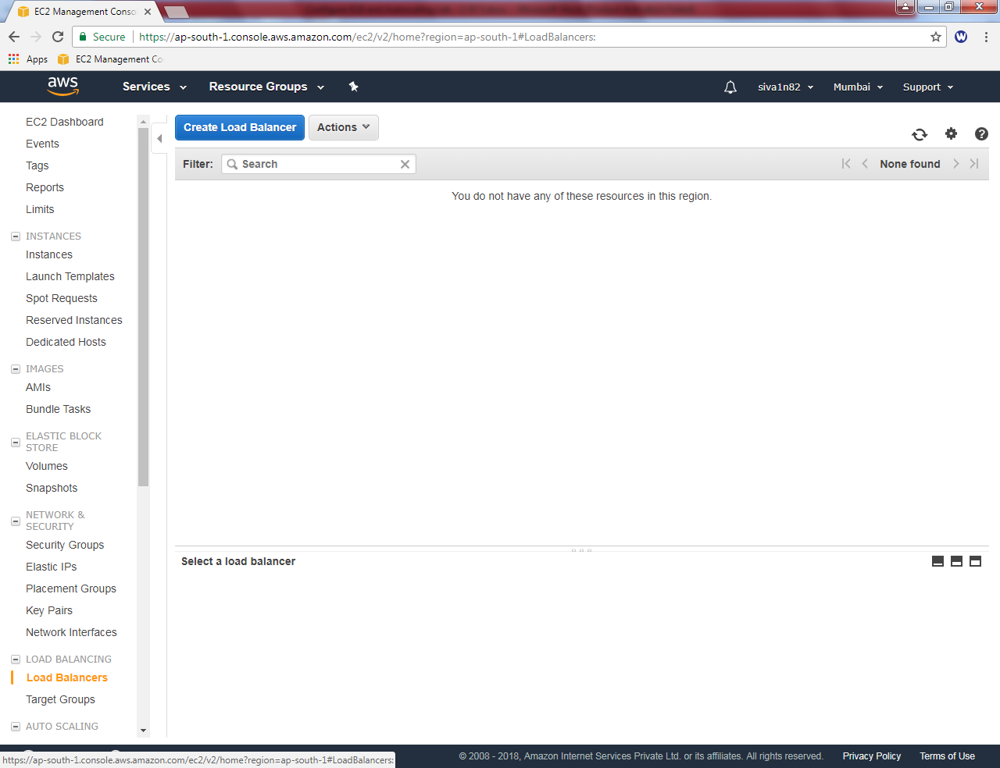 EC2 Management Conso
Secure https://ap-south-1.console.aws.amazon.com/ec2/v2/home?region=ap-south-1#LoadBalancers:
Apps EC2 Management Co
aws Services Resource Groups siva1n82 Mumbai Support
EC2 Dashboard
Events
Tags
Reports
Limits
INSTANCES
Instances
Launch Templates
Spot Requests
Reserved Instances
Dedicated Hosts
IMAGES
AMIs
Bundle Tasks
ELASTIC BLOCK
STORE
Volumes
Snapshots
NETWORK &
SECURITY
Security Groups
Elastic IPs
Placement Groups
Key Pairs
Network Interfaces
LOAD BALANCING
Load Balancers
Target Groups
AUTO SCALING
Create Load Balancer Actions
Filter: Search None found
You do not have any of these resources in this region.
Select a load balancer
https://ap-south-1.console.aws.amazon.com/ec2/v2/home?region=ap-south-1#LoadBalancers:
© 2008 - 2018, Amazon Internet Services Private Ltd. or its affiliates. All rights reserved. Privacy Policy Terms of Use